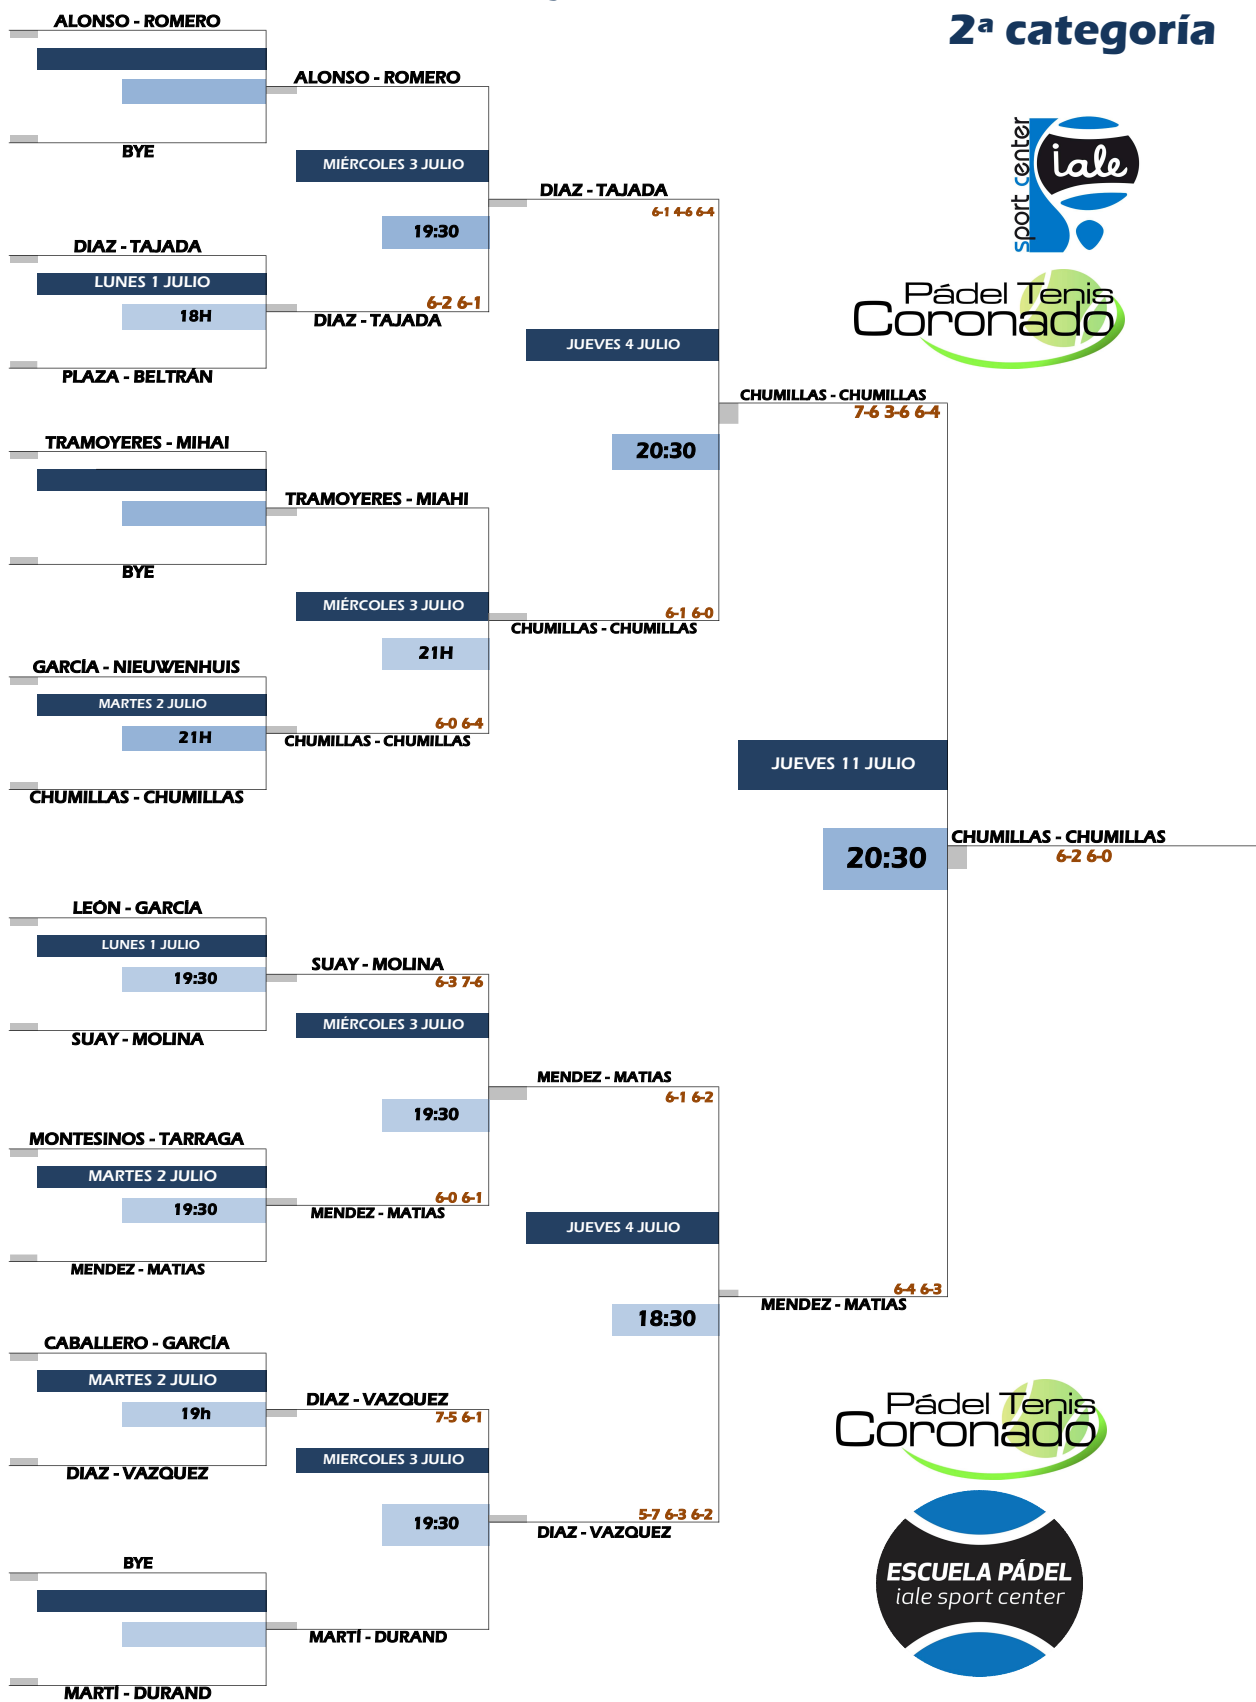 ALONSO - ROMERO
2ª categoría
ALONSO - ROMERO
BYE
MIÉRCOLES 3 JULIO
DIAZ - TAJADA
6-1 4-6 6-4
19:30
DIAZ - TAJADA
LUNES 1 JULIO
18H
6-2 6-1
DIAZ - TAJADA
PLAZA - BELTRÁN
sport center
iale
Pádel Tenis
Coronado
JUEVES 4 JULIO
CHUMILLAS - CHUMILLAS
7-6 3-6 6-4
20:30
TRAMOYERES - MIHAI
TRAMOYERES - MIAHI
BYE
MIÉRCOLES 3 JULIO
6-1 6-0
CHUMILLAS - CHUMILLAS
21H
GARCÍA - NIEUWENHUIS
MARTES 2 JULIO
21H
6-0 6-4
CHUMILLAS - CHUMILLAS
CHUMILLAS - CHUMILLAS
JUEVES 11 JULIO
20:30
CHUMILLAS - CHUMILLAS
6-2 6-0
LEÓN - GARCÍA
LUNES 1 JULIO
19:30
SUAY - MOLINA
6-3 7-6
SUAY - MOLINA
MIÉRCOLES 3 JULIO
19:30
MENDEZ - MATIAS
6-1 6-2
MONTESINOS - TARRAGA
MARTES 2 JULIO
19:30
6-0 6-1
MENDEZ - MATIAS
MENDEZ - MATIAS
JUEVES 4 JULIO
18:30
6-4 6-3
MENDEZ - MATIAS
CABALLERO - GARCÍA
MARTES 2 JULIO
19h
DIAZ - VAZQUEZ
7-5 6-1
DIAZ - VAZQUEZ
MIERCOLES 3 JULIO
19:30
5-7 6-3 6-2
DIAZ - VAZQUEZ
BYE
MARTÍ - DURAND
MARTÍ - DURAND
Pádel Tenis
Coronado
ESCUELA PÁDEL
iale sport center